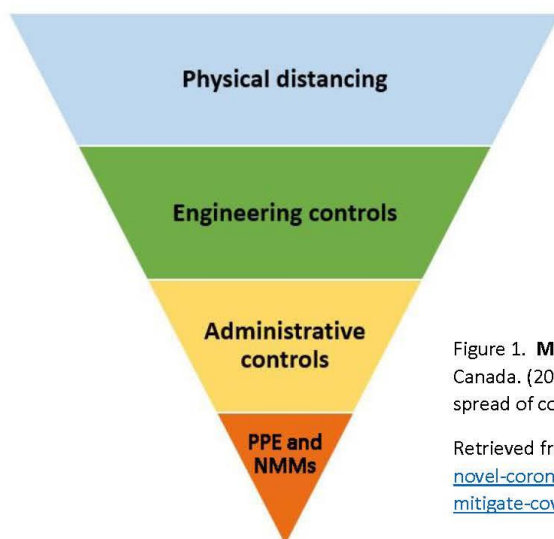 Physical distancing
Engineering controls
Administrative
controls
PPE and
NMMs
Figure 1. M
Canada. (20
spread of co
Retrieved fr
novel-coron
mitigate-cov